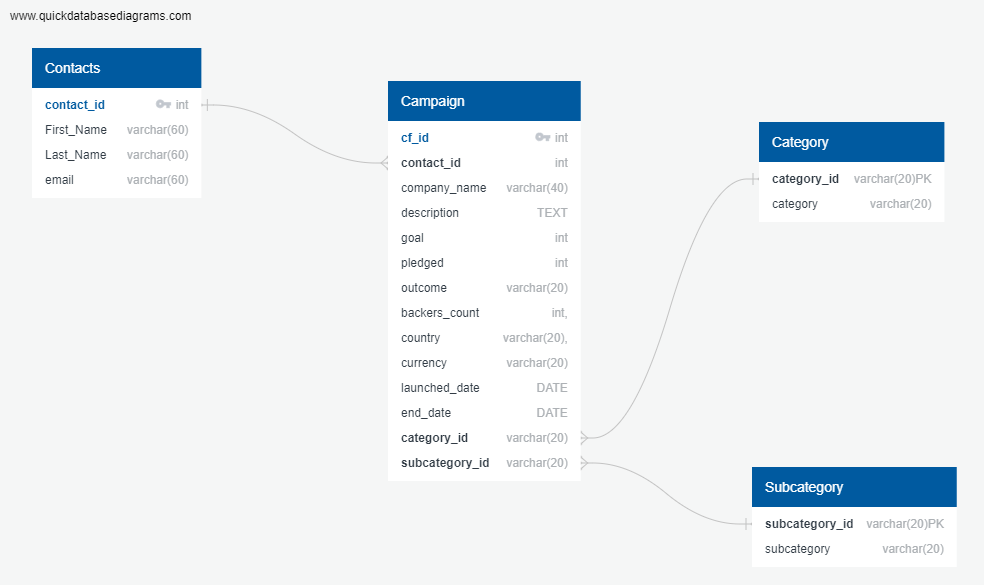 www.quickdatabasediagrams.com
Contacts
contact_id int
First_Name varchar(60)
Last_Name varchar(60)
email varchar(60)
Campaign
cf_id int
contact_id int
company_name varchar(40)
description TEXT
goal int
pledged int
outcome varchar(20)
backers_count int,
country varchar(20),
currency varchar(20)
launched_date DATE
end_date DATE
category_id varchar(20)
subcategory_id varchar(20)
Category
category_id varchar(20)PK
category varchar(20)
Subcategory
subcategory_id varchar(20)PK
subcategory varchar(20)